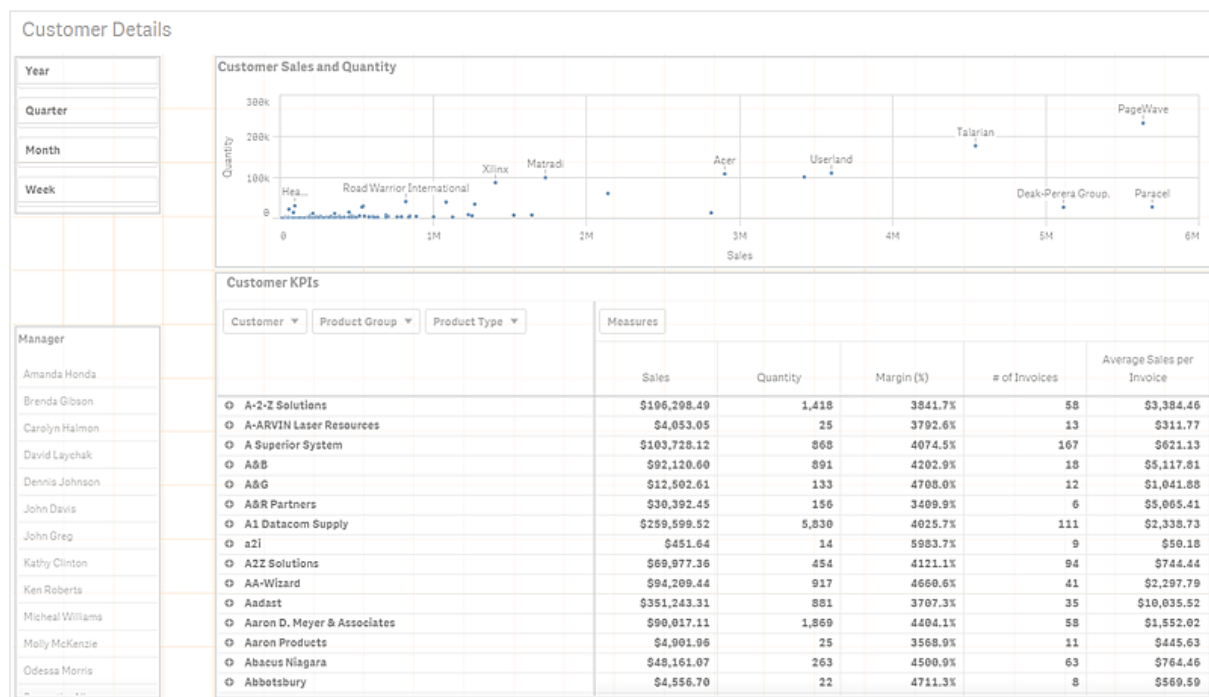 Customer Details
Year
Quarter
Month
Week
Customer Sales and Quantity
300k
200k
100k
0
Quantity
PageWave
Talarian
Acer
Userland
Xilinx
Matradi
Hea...
Road Warrior International
Deak-Perera Group.
Paracel
0 1M 2M 3M 4M 5M 6M
Sales
Manager
Amanda Honda
Brenda Gibson
Carolyn Halmon
David Laychak
Dennis Johnson
John Davis
John Greg
Kathy Clinton
Ken Roberts
Micheal Williams
Molly McKenzie
Odessa Morris
Customer KPIs
Customer Product Group Product Type Measures
Sales Quantity Margin (%) # of Invoices Average Sales per
Invoice
A-2-Z Solutions $196,298.49 1,418 3841.7% 58 $3,384.46
A-ARVIN Laser Resources $4,053.05 25 3792.6% 13 $311.77
A Superior System $103,728.12 868 4074.5% 167 $621.13
A&B $92,120.60 891 4202.9% 18 $5,117.81
A&G $12,502.61 133 4708.0% 12 $1,041.88
A&R Partners $30,392.45 156 3409.9% 6 $5,065.41
A1 Datacom Supply $259,599.52 5,830 4025.7% 111 $2,338.73
a2i $451.64 14 5983.7% 9 $50.18
A2Z Solutions $69,977.36 454 4121.1% 94 $744.44
AA-Wizard $94,209.44 917 4660.6% 41 $2,297.79
Aadast $351,243.31 881 3707.3% 35 $10,035.52
Aaron D. Meyer & Associates $90,017.11 1,869 4404.1% 58 $1,552.02
Aaron Products $4,901.96 25 3568.9% 11 $445.63
Abacus Niagara $48,161.07 263 4500.9% 63 $764.46
Abbotsbury $4,556.70 22 4711.3% 8 $569.59